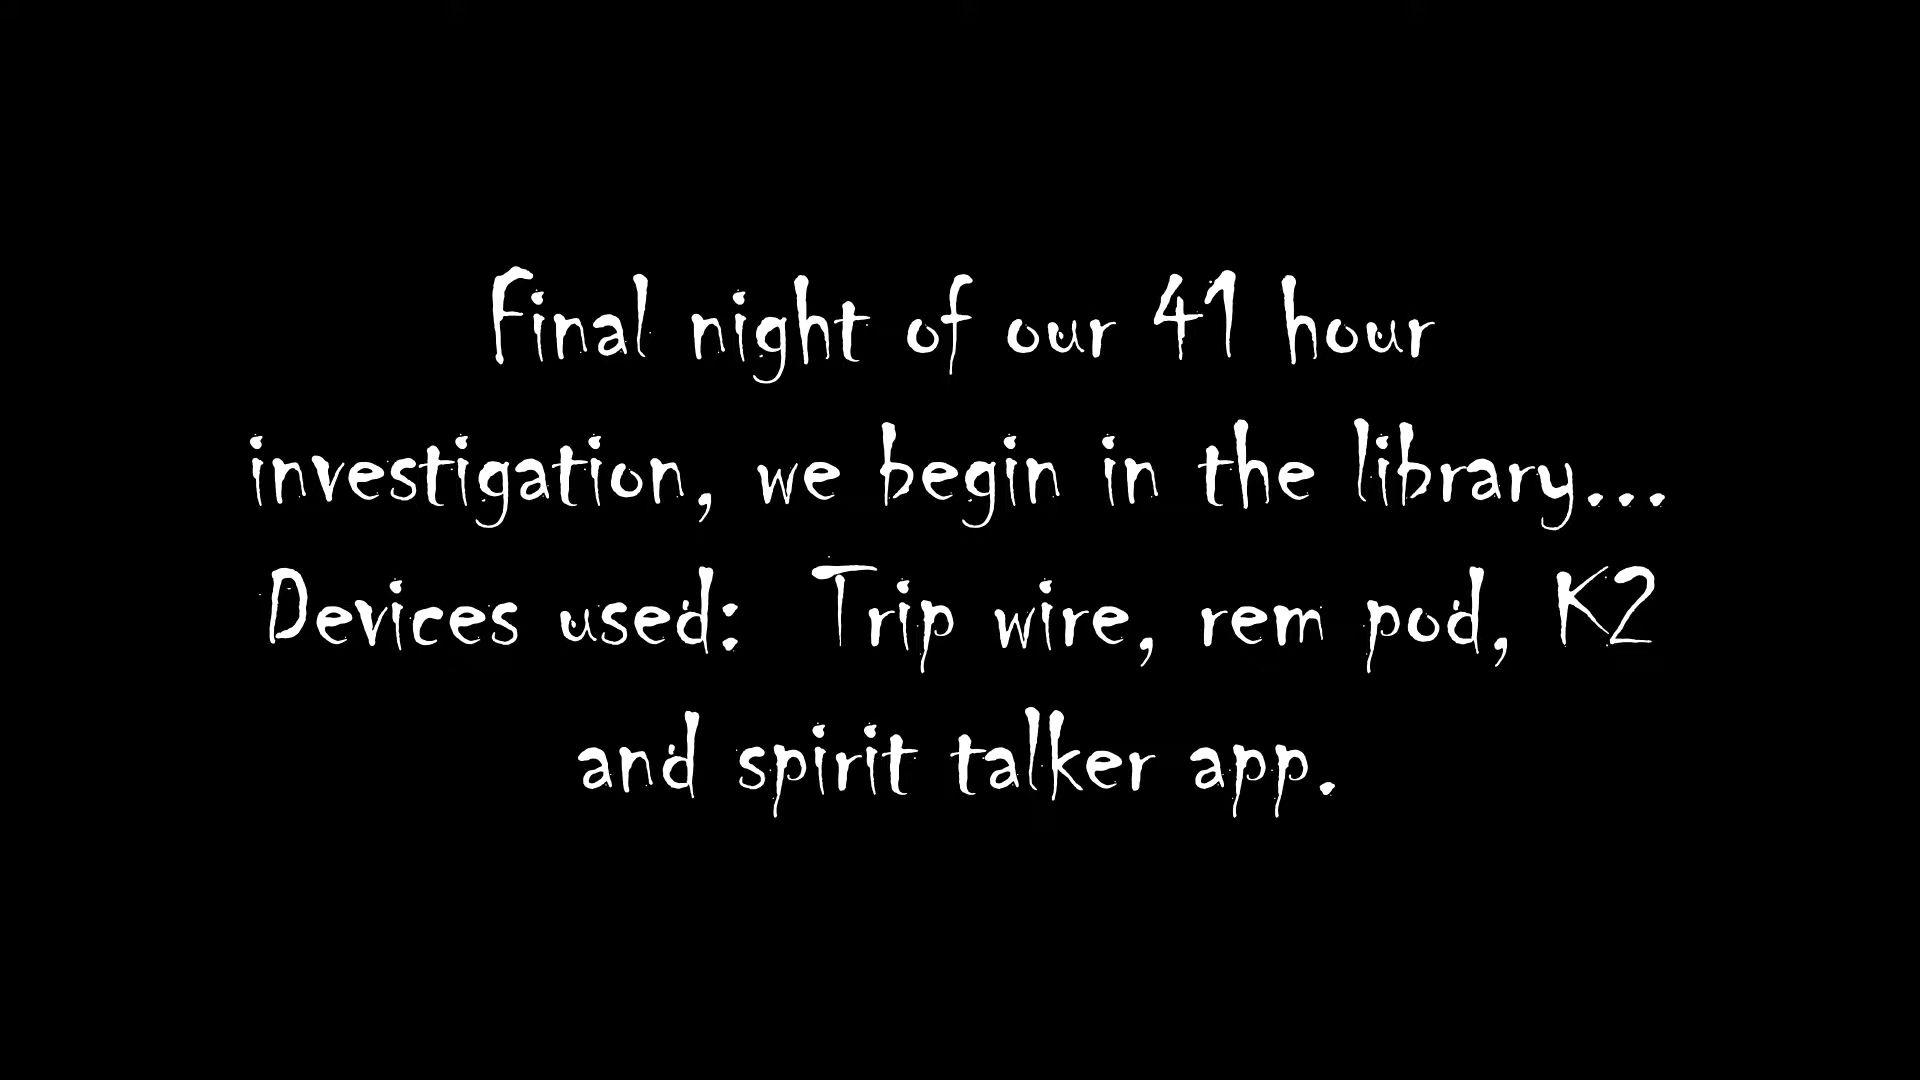 Final night of our 41 hour
investigation, we begin in the library...
Devices used: Trip wire, rem pod, K2
and spirit talker app.